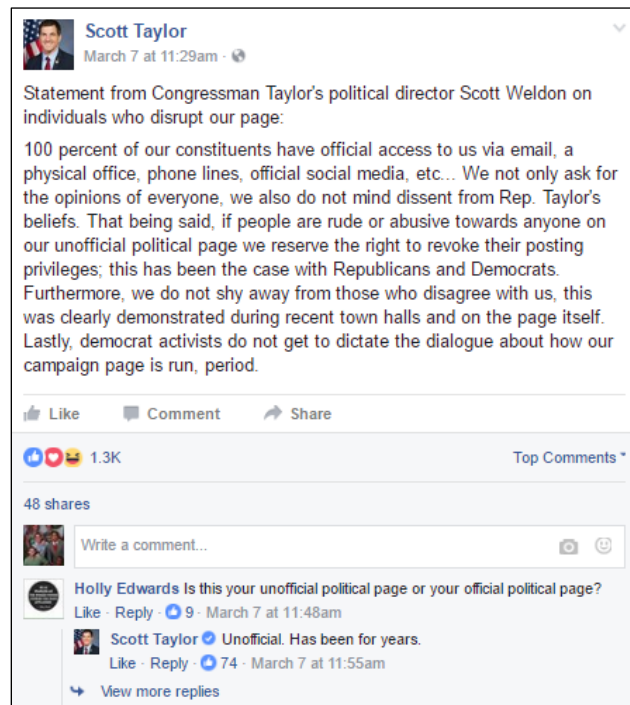 Scott Taylor
March 7 at 11:29am ·
Statement from Congressman Taylor's political director Scott Weldon on
individuals who disrupt our page:
100 percent of our constituents have official access to us via email, a
physical office, phone lines, official social media, etc... We not only ask for
the opinions of everyone, we also do not mind dissent from Rep. Taylor's
beliefs. That being said, if people are rude or abusive towards anyone on
our unofficial political page we reserve the right to revoke their posting
privileges; this has been the case with Republicans and Democrats.
Furthermore, we do not shy away from those who disagree with us, this
was clearly demonstrated during recent town halls and on the page itself.
Lastly, democrat activists do not get to dictate the dialogue about how our
campaign page is run, period.
Like Comment Share
1.3K Top Comments
48 shares
Write a comment...
Holly Edwards Is this your unofficial political page or your official political page?
Like · Reply · 9 · March 7 at 11:48am
Scott Taylor Unofficial. Has been for years.
Like · Reply · 74 · March 7 at 11:55am
View more replies